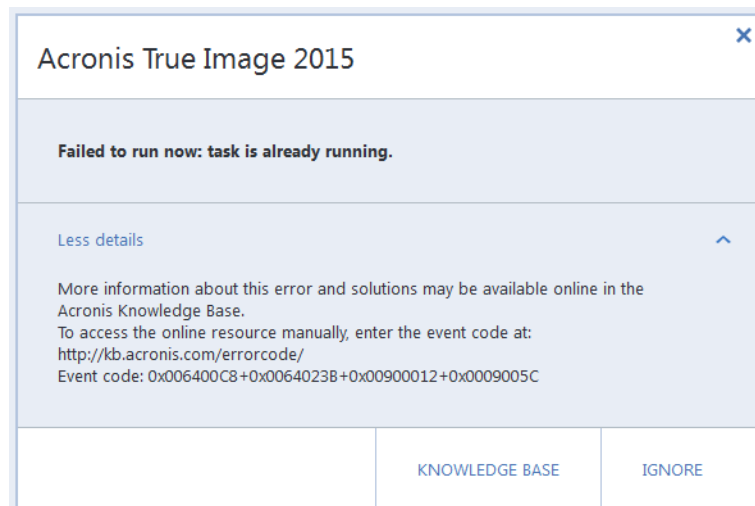 Acronis True Image 2015
Failed to run now: task is already running.
Less details
More information about this error and solutions may be available online in the
Acronis Knowledge Base.
To access the online resource manually, enter the event code at:
http://kb.acronis.com/errorcode/
Event code: 0x006400C8+0x0064023B+0x00900012+0x0009005C
KNOWLEDGE BASE
IGNORE